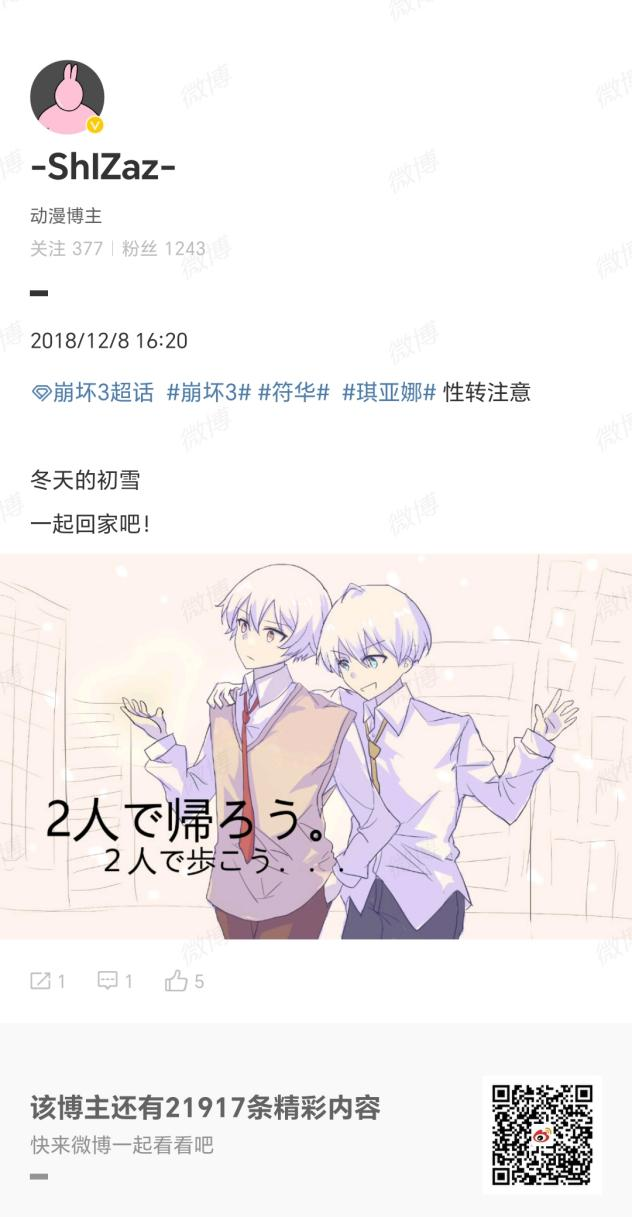 -ShIZaz-
动漫博主
关注 377 | 粉丝 1243
2018/12/8 16:20
崩坏3超话 #崩坏3# #符华# #琪亚娜# 性转注意
冬天的初雪
一起回家吧!
2人で帰ろう。
2人で歩こう...
1 1 5
该博主还有21917条精彩内容
快来微博一起看看吧
微博